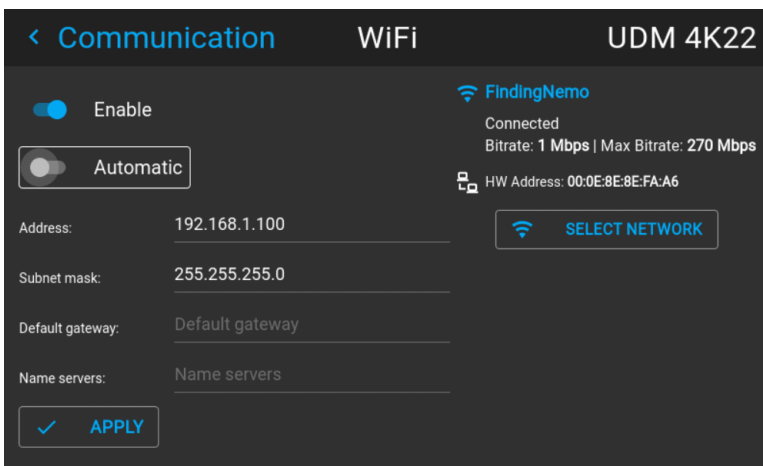 Communication WiFi UDM 4K22
Enable
Automatic
Address: 192.168.1.100
Subnet mask: 255.255.255.0
Default gateway: Default gateway
Name servers: Name servers
APPLY
FindingNemo
Connected
Bitrate: 1 Mbps | Max Bitrate: 270 Mbps
HW Address: 00:0E:8E:8E:FA:A6
SELECT NETWORK